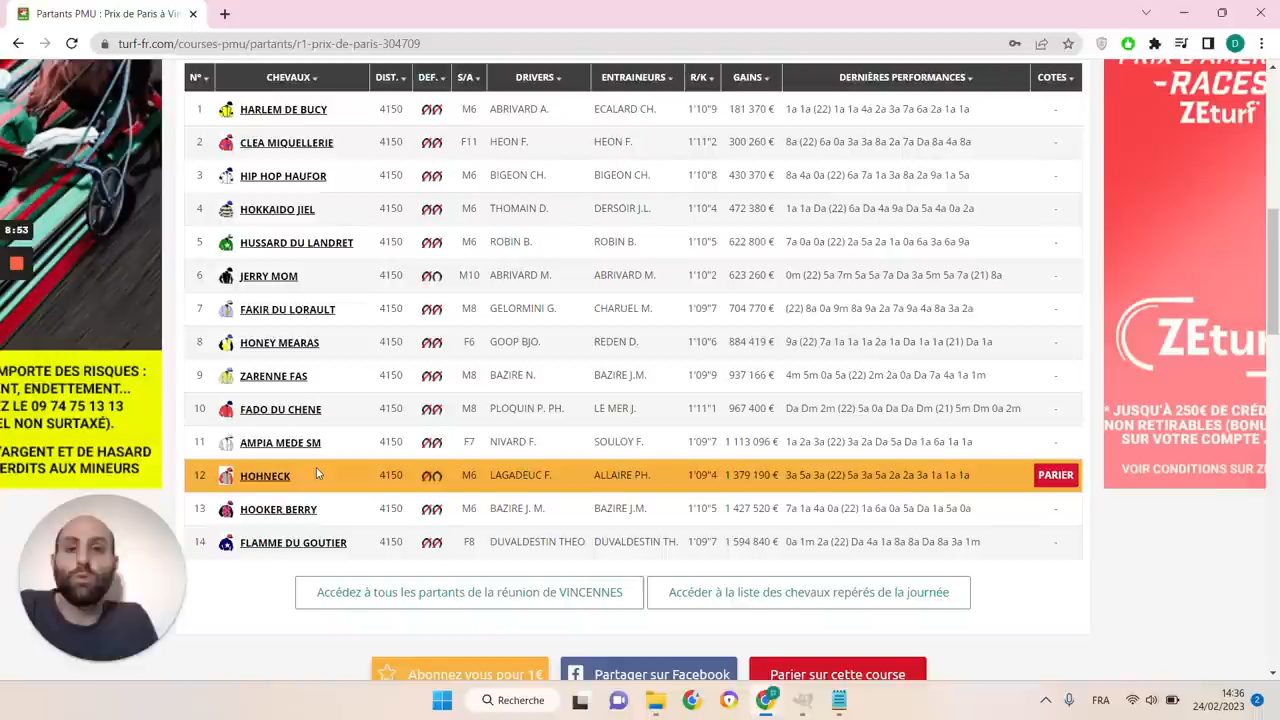 Partants PMU : Prix de Paris à Vin
turf-fr.com/courses-pmu/partants/r1-prix-de-paris-304709
N° CHEVAUX DIST. DEF. S/A DRIVERS ENTRAINEURS R/K GAINS DERNIÈRES PERFORMANCES COTES
1 HARLEM DE BUCY 4150 M6 ABRIVARD A. ECALARD CH. 1'10"9 181 370 € 1a 1a (22) 1a 1a 4a 2a 3a 7a 6a 2a 1a 1a -
2 CLEA MIQUELLERIE 4150 F11 HEON F. HEON F. 1'11"2 300 260 € 8a (22) 6a 0a 3a 3a 8a 2a 7a Da 8a 4a 8a -
3 HIP HOP HAUFOR 4150 M6 BIGEON CH. BIGEON CH. 1'10"8 430 370 € 8a 4a 0a (22) 6a 7a 1a 3a 8a 2a 9a 1a 5a -
4 HOKKAIDO JIEL 4150 M6 THOMAIN D. DERSOIR J.L. 1'10"4 472 380 € 1a 1a Da (22) 6a Da 4a 9a Da 5a 4a 0a 2a -
5 HUSSARD DU LANDRET 4150 M6 ROBIN B. ROBIN B. 1'10"5 622 800 € 7a 0a 0a (22) 2a 5a 2a 1a 0a 6a 3a 6a 9a -
6 JERRY MOM 4150 M10 ABRIVARD M. ABRIVARD M. 1'10"2 623 260 € 0m (22) 5a 7m 5a 5a 7a Da 3a 5m 5a 7a (21) 8a -
7 FAKIR DU LORAULT 4150 M8 GELORMINI G. CHARUEL M. 1'09"7 704 770 € (22) 8a 0a 9m 8a 9a 2a 7a 9a 4a 8a 3a 2a -
8 HONEY MEARAS 4150 F6 GOOP BJO. REDEN D. 1'10"6 884 419 € 9a (22) 7a 1a 1a 1a 2a 1a Da 1a 1a (21) Da 1a -
9 ZARENNE FAS 4150 M8 BAZIRE N. BAZIRE J.M. 1'09"9 937 166 € 4m 5m 0a 5a (22) 2m 2a 0a Da 7a 4a 1a 1m -
10 FADO DU CHENE 4150 M8 PLOQUIN P. PH. LE MER J. 1'11"1 967 400 € Da Dm 2m (22) 5a 0a Da Da Dm (21) 5m Dm 0a 2m -
11 AMPIA MEDE SM 4150 F7 NIVARD F. SOULOY F. 1'09"7 1 113 096 € 1a 2a 3a (22) 3a 2a Da 5a Da 1a 6a 1a 1a -
12 HOHNECK 4150 M6 LAGADEUC F. ALLAIRE PH. 1'09"4 1 379 190 € 3a 5a 3a (22) 5a 3a 5a 2a 2a 3a 1a 1a 1a PARIER
13 HOOKER BERRY 4150 M6 BAZIRE J. M. BAZIRE J.M. 1'10"5 1 427 520 € 7a 1a 4a 0a (22) 1a 6a 0a 5a Da 1a 5a 0a -
14 FLAMME DU GOUTIER 4150 F8 DUVALDESTIN THEO DUVALDESTIN TH. 1'09"7 1 594 840 € 0a 1m 2a (22) Da 4a 1a 8a 8a Da 8a 3a 1m -
Accédez à tous les partants de la réunion de VINCENNES
Accéder à la liste des chevaux repérés de la journée
Abonnez vous pour 1€
Partager sur Facebook
Parier sur cette course
8:53
MPORTE DES RISQUES :
NT, ENDETTEMENT...
Z LE 09 74 75 13 13
EL NON SURTAXÉ).
'ARGENT ET DE HASARD
ERDITS AUX MINEURS
-RACES
ZEturf
ZEtur
* JUSQU'À 250€ DE CRÉD
NON RETIRABLES (BONU
SUR VOTRE COMPTE
VOIR CONDITIONS SUR ZE
Recherche
FRA
14:36
24/02/2023
2